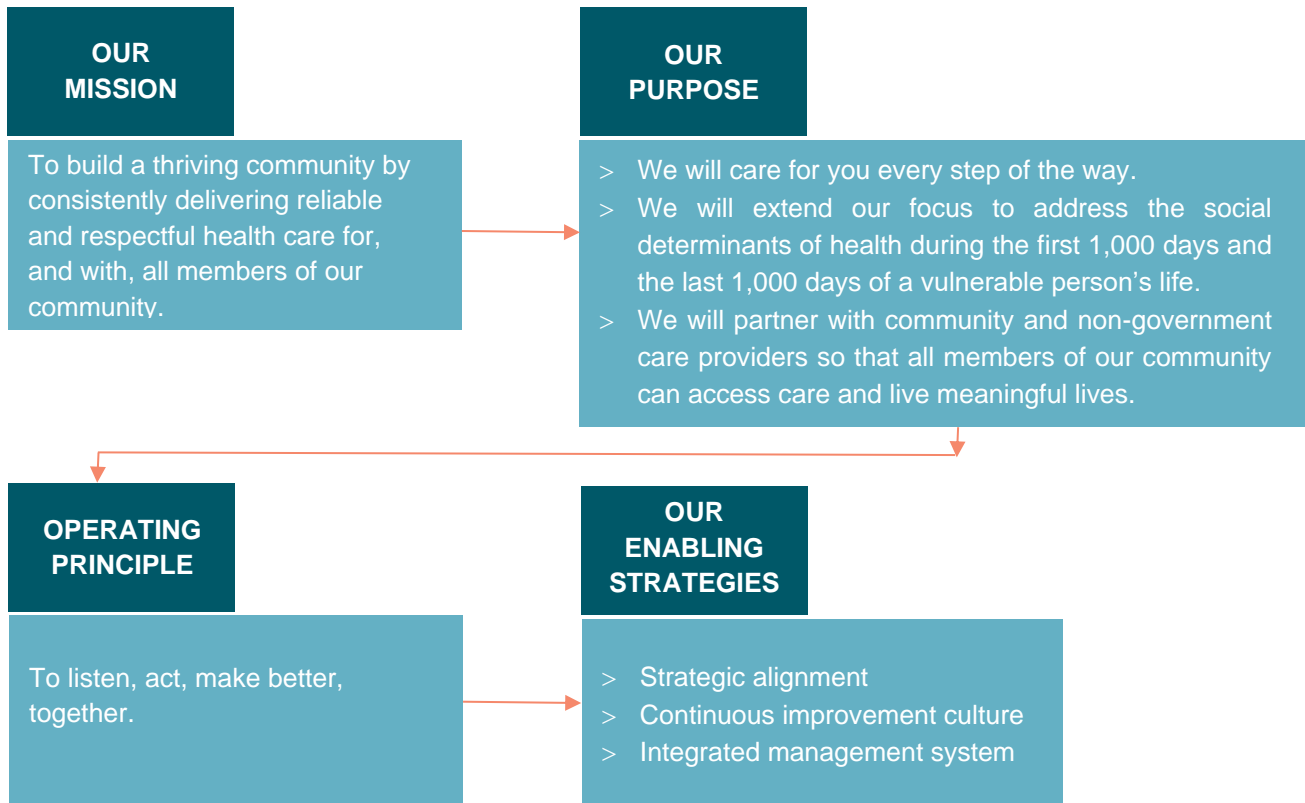 OUR
MISSION
To build a thriving community by
consistently delivering reliable
and respectful health care for,
and with, all members of our
community.
OUR
PURPOSE
> We will care for you every step of the way.
> We will extend our focus to address the social
determinants of health during the first 1,000 days and
the last 1,000 days of a vulnerable person’s life.
> We will partner with community and non-government
care providers so that all members of our community
can access care and live meaningful lives.
OPERATING
PRINCIPLE
To listen, act, make better,
together.
OUR
ENABLING
STRATEGIES
> Strategic alignment
> Continuous improvement culture
> Integrated management system